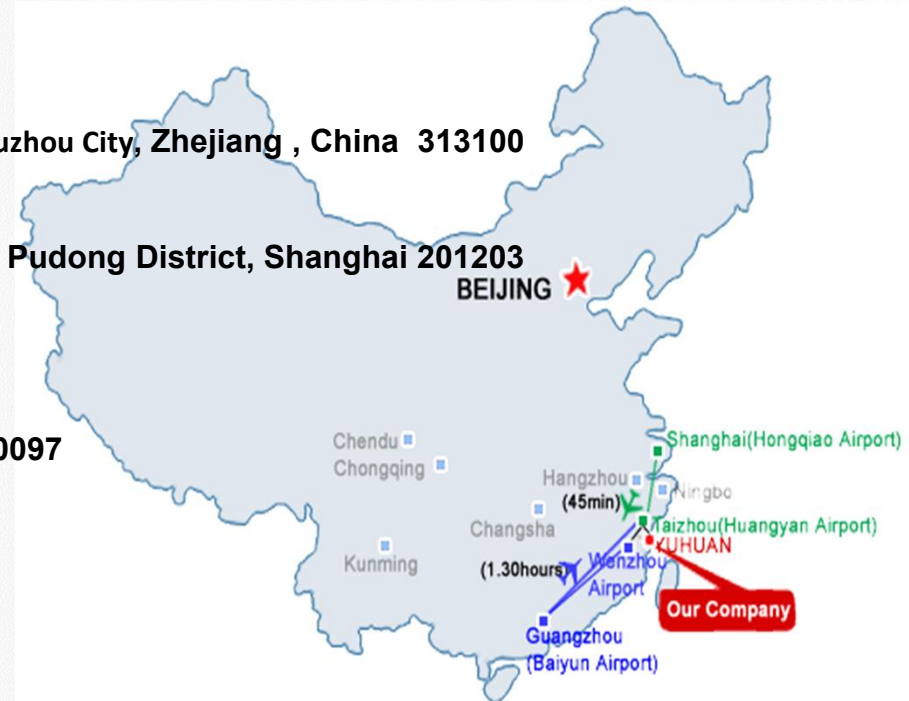 uzhou City, Zhejiang , China 313100
Pudong District, Shanghai 201203
BEIJING
0097
Chendu
Chongqing
Shanghai(Hongqiao Airport)
Hangzhou
(45min)
Ningbo
Changsha
Taizhou(Huangyan Airport)
YUHUAN
Kunming
(1.30hours)
Wenzhou
Airport
Our Company
Guangzhou
(Baiyun Airport)